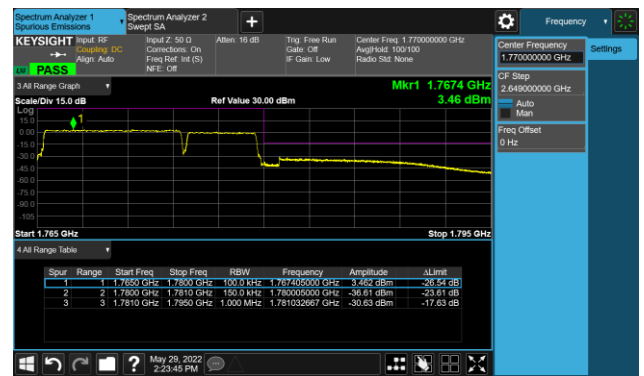 Spectrum Analyzer 1
Spurious Emissions
Spectrum Analyzer 2
Swept SA
Frequency
KEYSIGHT
Input: RF
Coupling: DC
Align: Auto
Input Z: 50 Ω
Corrections: On
Freq Ref: Int (S)
NFE: Off
Atten: 16 dB
Trig: Free Run
Gate: Off
IF Gain: Low
Center Freq: 1.770000000 GHz
Avg|Hold: 100/100
Radio Std: None
LNI PASS
Center Frequency
1.770000000 GHz
Settings
CF Step
2.649000000 GHz
Auto
Man
Freq Offset
0 Hz
3 All Range Graph
Mkr1 1.7674 GHz
Scale/Div 15.0 dB
Ref Value 30.00 dBm
3.46 dBm
Log
15.0
0.00
-15.0
-30.0
-45.0
-60.0
-75.0
-90.0
-105
1
Start 1.765 GHz
Stop 1.795 GHz
4 All Range Table
Spur Range Start Freq Stop Freq RBW Frequency Amplitude ΔLimit
1 1 1.7650 GHz 1.7800 GHz 100.0 kHz 1.767405000 GHz 3.462 dBm -26.54 dB
2 2 1.7800 GHz 1.7810 GHz 150.0 kHz 1.780005000 GHz -36.61 dBm -23.61 dB
3 3 1.7810 GHz 1.7950 GHz 1.000 MHz 1.781032667 GHz -30.63 dBm -17.63 dB
May 29, 2022
2:23:45 PM